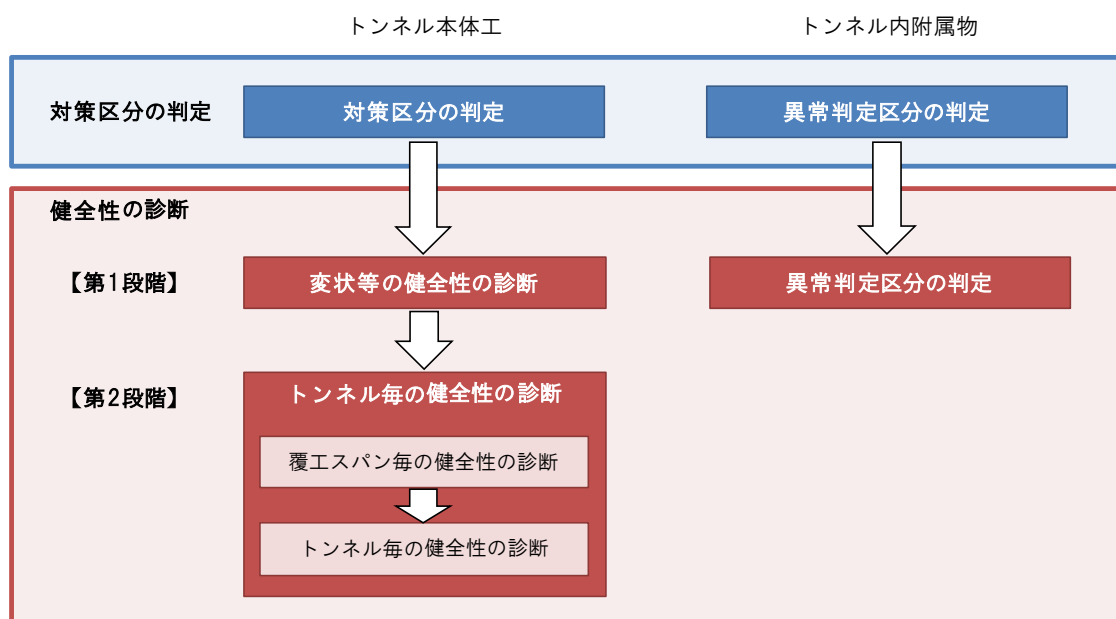 トンネル本体工
トンネル内附属物
対策区分の判定
対策区分の判定
異常判定区分の判定
健全性の診断
【第1段階】
変状等の健全性の診断
異常判定区分の判定
【第2段階】
トンネル毎の健全性の診断
覆工スパン毎の健全性の診断
トンネル毎の健全性の診断